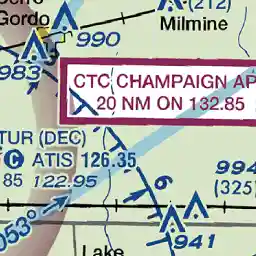 Gordo
(212)
Milmine
990
983
CTC CHAMPAIGN AP
20 NM ON 132.85
TUR (DEC)
C ATIS 126.35
85 122.95
994
(325)
6
053°
941
Lake